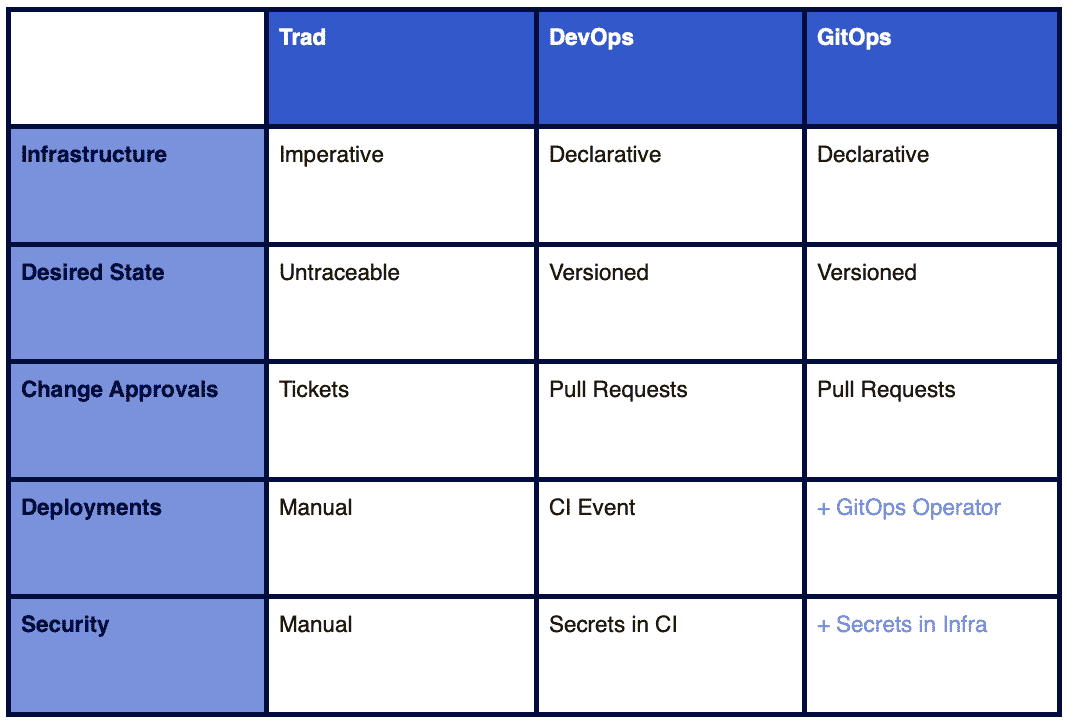 Trad DevOps GitOps
Infrastructure Imperative Declarative Declarative
Desired State Untraceable Versioned Versioned
Change Approvals Tickets Pull Requests Pull Requests
Deployments Manual CI Event + GitOps Operator
Security Manual Secrets in CI + Secrets in Infra